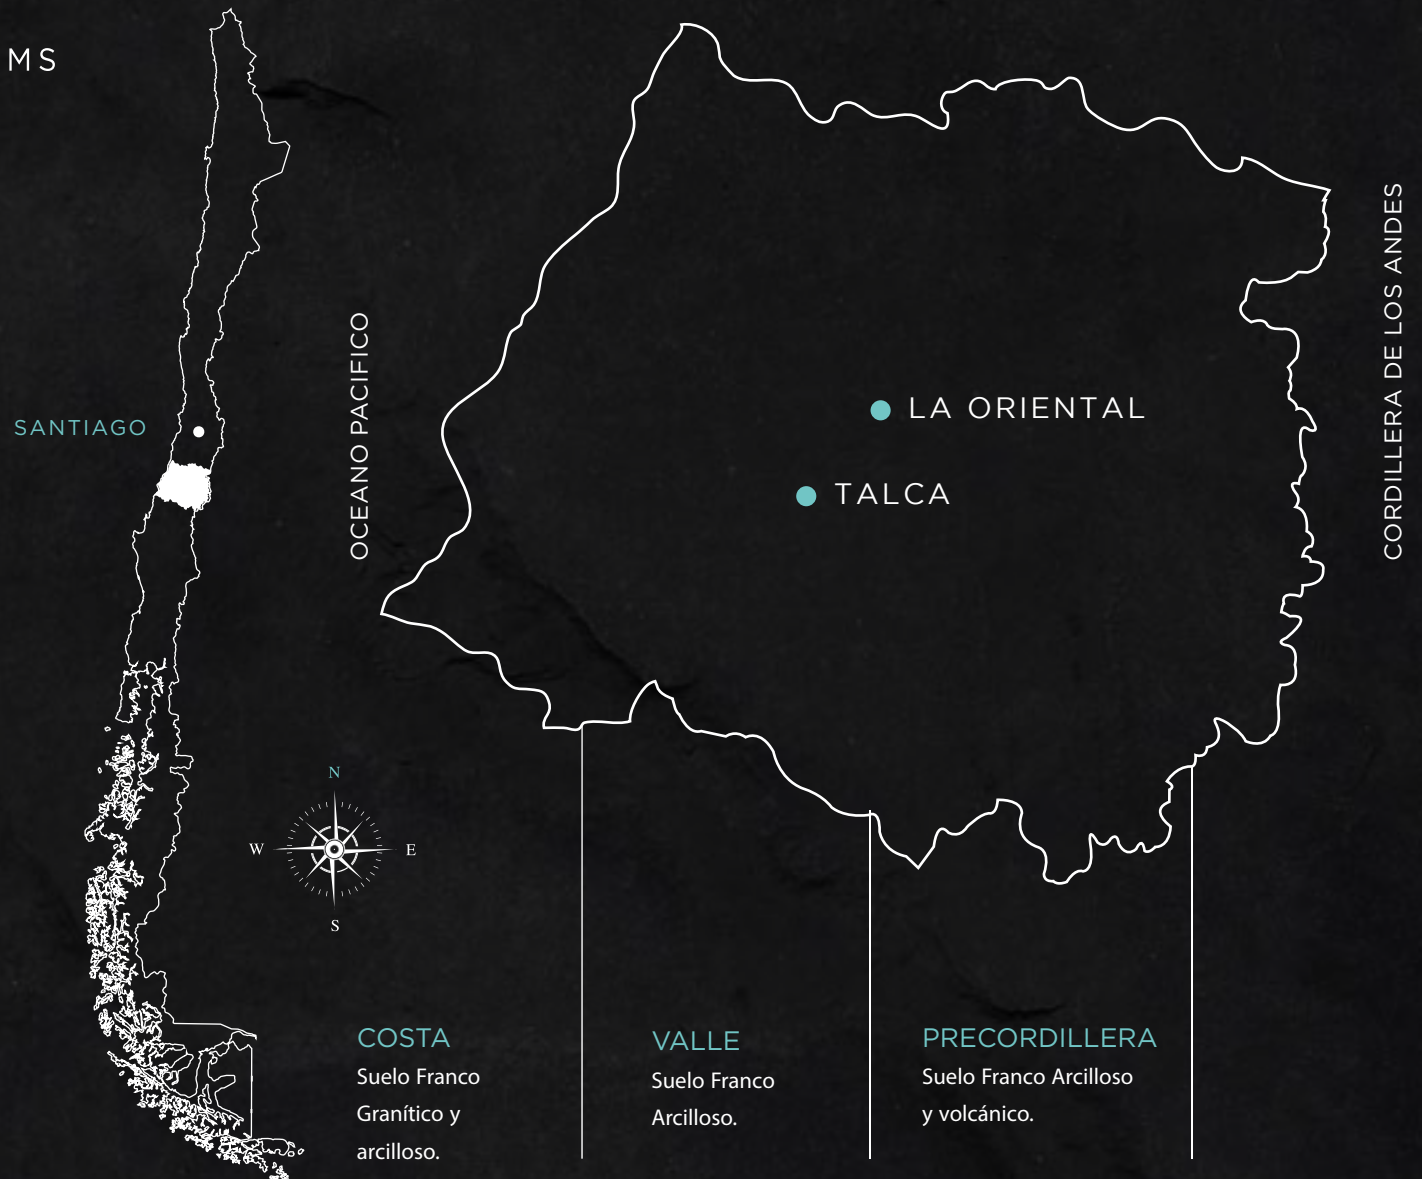 MS
SANTIAGO
OCEANO PACIFICO
CORDILLERA DE LOS ANDES
LA ORIENTAL
TALCA
N
W
E
S
COSTA
Suelo Franco
Granítico y
arcilloso.
VALLE
Suelo Franco
Arcilloso.
PRECORDILLERA
Suelo Franco Arcilloso
y volcánico.